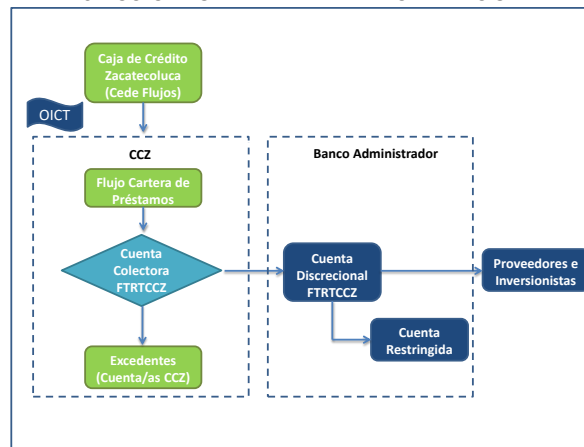 Caja de Crédito
Zacatecoluca
(Cede Flujos)
OICT
CCZ
Banco Administrador
Flujo Cartera de
Préstamos
Cuenta
Colectora
FTRTCCZ
Cuenta
Discrecional
FTRTCCZ
Proveedores e
Inversionistas
Cuenta
Restringida
Excedentes
(Cuenta/as CCZ)